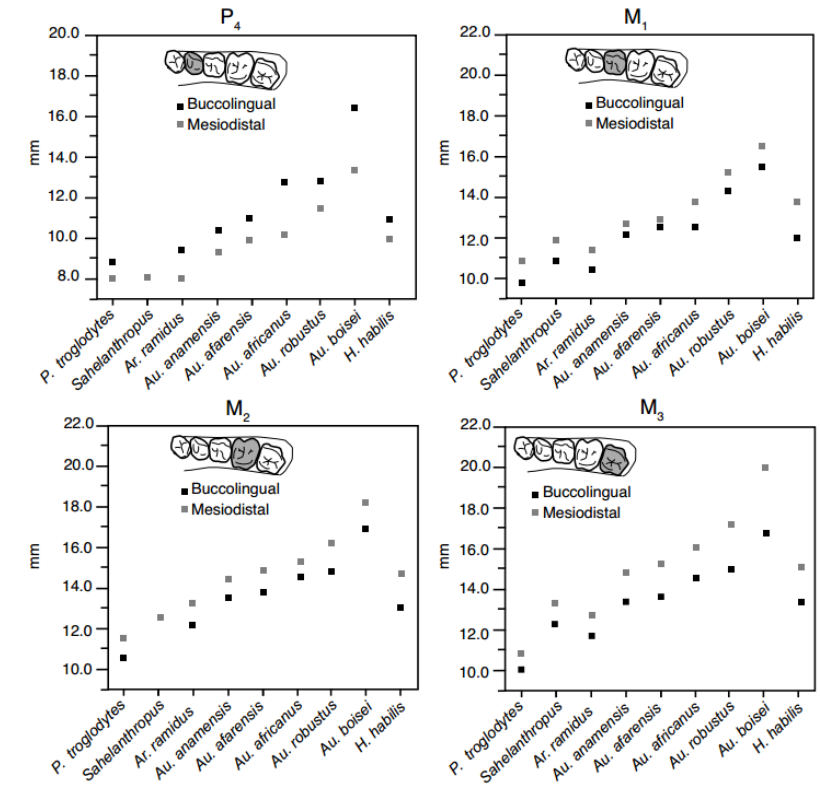 P4
20.0
18.0
16.0
14.0
12.0
10.0
8.0
mm
Buccolingual
Mesiodistal
P. troglodytes
Sahelanthropus
Ar. ramidus
Au. anamensis
Au. afarensis
Au. africanus
Au. robustus
Au. boisei
H. habilis
M1
22.0
20.0
18.0
16.0
14.0
12.0
10.0
mm
Buccolingual
Mesiodistal
P. troglodytes
Sahelanthropus
Ar. ramidus
Au. anamensis
Au. afarensis
Au. africanus
Au. robustus
Au. boisei
H. habilis
M2
22.0
20.0
18.0
16.0
14.0
12.0
10.0
mm
Buccolingual
Mesiodistal
P. troglodytes
Sahelanthropus
Ar. ramidus
Au. anamensis
Au. afarensis
Au. africanus
Au. robustus
Au. boisei
H. habilis
M3
22.0
20.0
18.0
16.0
14.0
12.0
10.0
mm
Buccolingual
Mesiodistal
P. troglodytes
Sahelanthropus
Ar. ramidus
Au. anamensis
Au. afarensis
Au. africanus
Au. robustus
Au. boisei
H. habilis